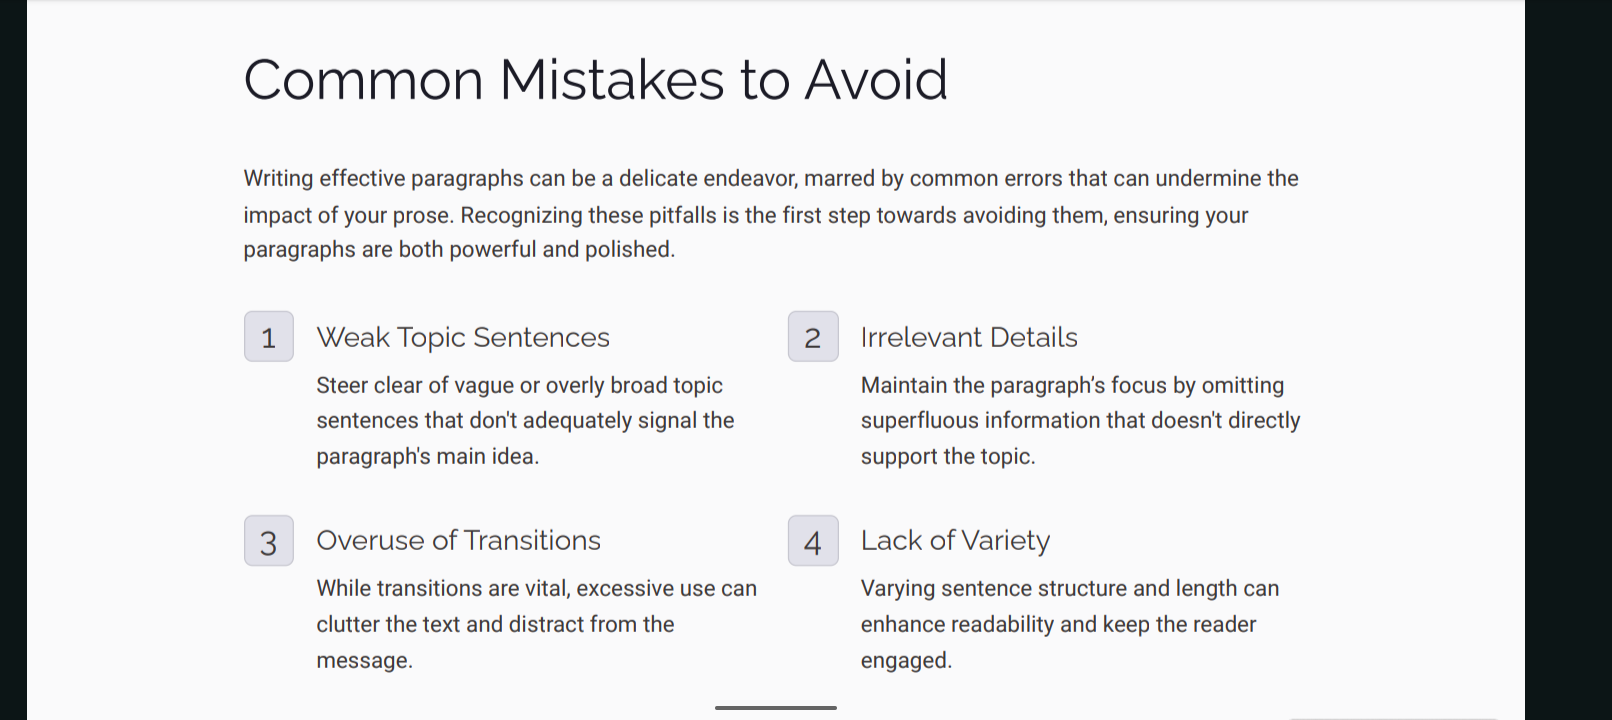 Common Mistakes to Avoid
Writing effective paragraphs can be a delicate endeavor, marred by common errors that can undermine the
impact of your prose. Recognizing these pitfalls is the first step towards avoiding them, ensuring your
paragraphs are both powerful and polished.
1
Weak Topic Sentences
Steer clear of vague or overly broad topic
sentences that don't adequately signal the
paragraph's main idea.
2
Irrelevant Details
Maintain the paragraph’s focus by omitting
superfluous information that doesn't directly
support the topic.
3
Overuse of Transitions
While transitions are vital, excessive use can
clutter the text and distract from the
message.
4
Lack of Variety
Varying sentence structure and length can
enhance readability and keep the reader
engaged.